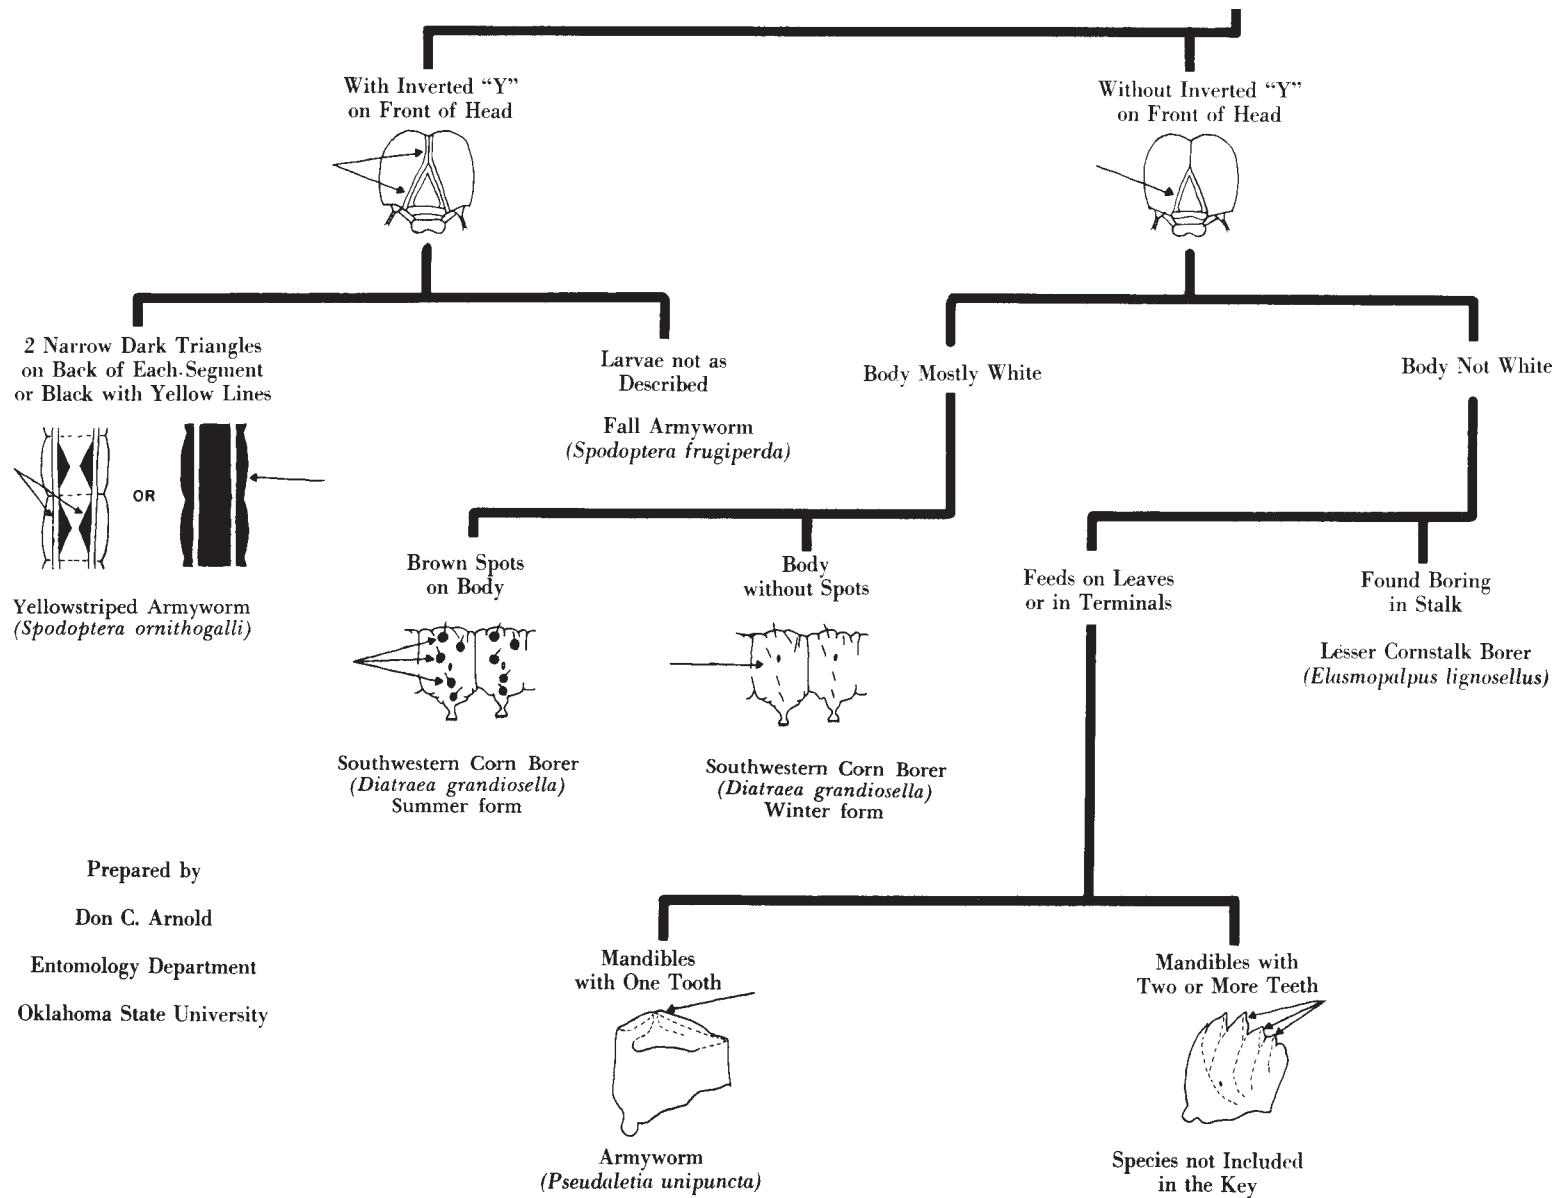 With Inverted “Y”
on Front of Head
Without Inverted “Y”
on Front of Head
2 Narrow Dark Triangles
on Back of Each Segment
or Black with Yellow Lines
OR
Yellowstriped Armyworm
(Spodoptera ornithogalli)
Larvae not as
Described
Fall Armyworm
(Spodoptera frugiperda)
Body Mostly White
Body Not White
Brown Spots
on Body
Southwestern Corn Borer
(Diatraea grandiosella)
Summer form
Body
without Spots
Southwestern Corn Borer
(Diatraea grandiosella)
Winter form
Feeds on Leaves
or in Terminals
Found Boring
in Stalk
Lesser Cornstalk Borer
(Elasmopalpus lignosellus)
Prepared by
Don C. Arnold
Entomology Department
Oklahoma State University
Mandibles
with One Tooth
Armyworm
(Pseudaletia unipuncta)
Mandibles with
Two or More Teeth
Species not Included
in the Key